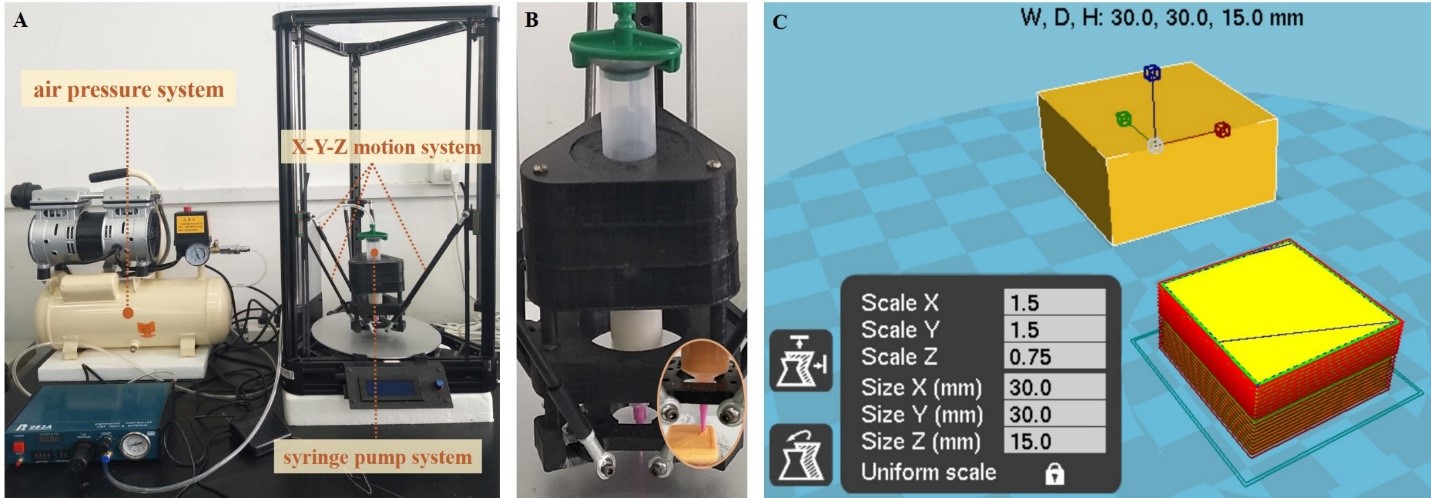 A
air pressure system
X-Y-Z motion system
983A
syringe pump system
B
C
W, D, H: 30.0, 30.0, 15.0 mm
Scale X 1.5
Scale Y 1.5
Scale Z 0.75
Size X (mm) 30.0
Size Y (mm) 30.0
Size Z (mm) 15.0
Uniform scale